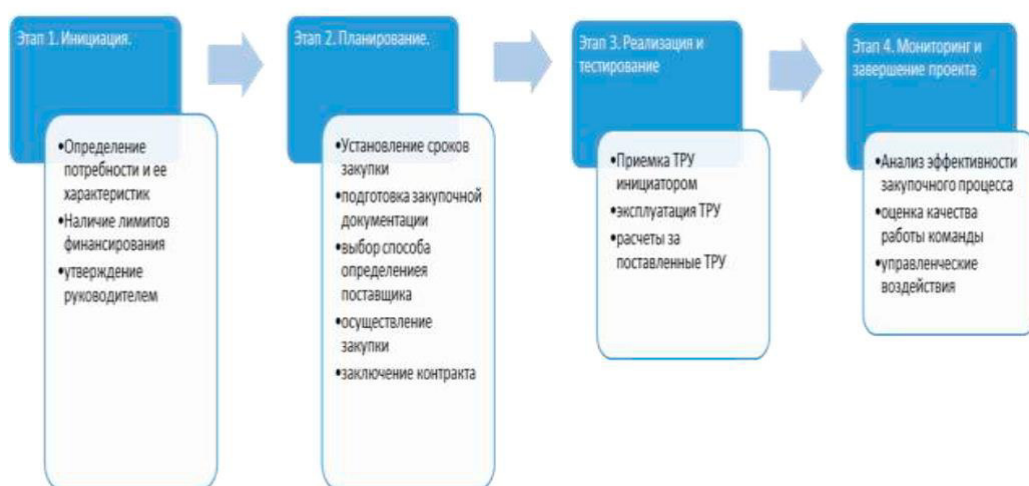 Этап 1. Инициация.
•Определение
потребности и ее
характеристик
•Наличие лимитов
финансирования
•утверждение
руководителем
Этап 2. Планирование.
•Установление сроков
закупки
•подготовка закупочной
документации
•выбор способа
определениея
поставщика
•осуществление
закупки
•заключение контракта
Этап 3. Реализация и
тестирование
•Приемка ТРУ
инициатором
•эксплуатация ТРУ
•расчеты за
поставленные ТРУ
Этап 4. Мониторинг и
завершение проекта
•Анализ эффективности
закупочного процесса
•оценка качества
работы команды
•управленческие
воздействия